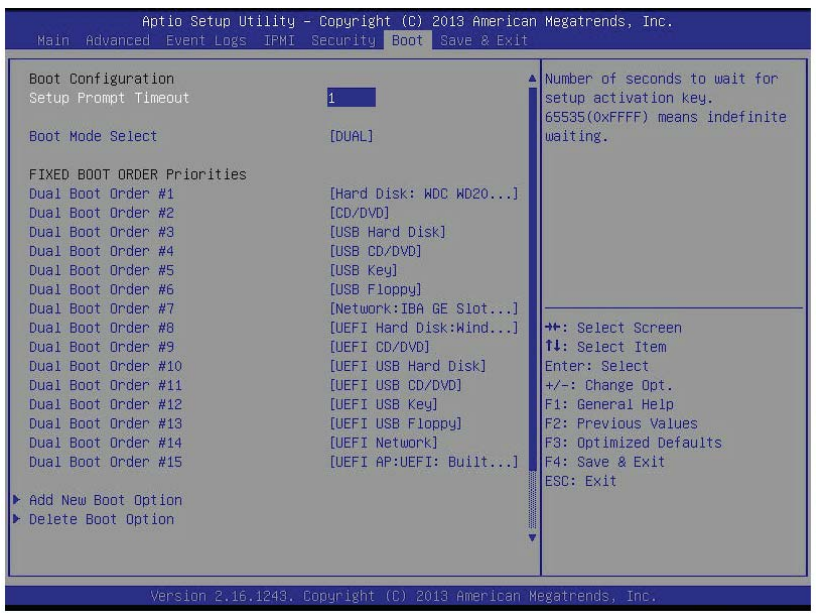 Aptio Setup Utility – Copyright (C) 2013 American Megatrends, Inc.
Main Advanced Event Logs IPMI Security Boot Save & Exit
Boot Configuration
Setup Prompt Timeout 1
Boot Mode Select [DUAL]
FIXED BOOT ORDER Priorities
Dual Boot Order #1 [Hard Disk: WDC WD20...]
Dual Boot Order #2 [CD/DVD]
Dual Boot Order #3 [USB Hard Disk]
Dual Boot Order #4 [USB CD/DVD]
Dual Boot Order #5 [USB Key]
Dual Boot Order #6 [USB Floppy]
Dual Boot Order #7 [Network:IBA GE Slot...]
Dual Boot Order #8 [UEFI Hard Disk:Wind...]
Dual Boot Order #9 [UEFI CD/DVD]
Dual Boot Order #10 [UEFI USB Hard Disk]
Dual Boot Order #11 [UEFI USB CD/DVD]
Dual Boot Order #12 [UEFI USB Key]
Dual Boot Order #13 [UEFI USB Floppy]
Dual Boot Order #14 [UEFI Network]
Dual Boot Order #15 [UEFI AP:UEFI: Built...]
Add New Boot Option
Delete Boot Option
Number of seconds to wait for
setup activation key.
65535(0xFFFF) means indefinite
waiting.
→←: Select Screen
↑↓: Select Item
Enter: Select
+/-: Change Opt.
F1: General Help
F2: Previous Values
F3: Optimized Defaults
F4: Save & Exit
ESC: Exit
Version 2.16.1243. Copyright (C) 2013 American Megatrends, Inc.